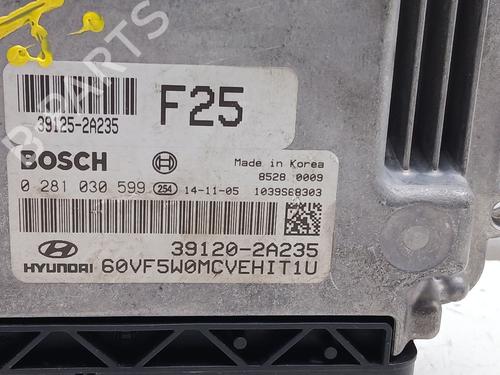 B PARTS
F25
39125-2A235
BOSCH
Made in Korea
8528 0009
0 281 030 599 254 14-11-05 1039S68303
39120-2A235
HYUNDAI 60VF5W0MCVEHIT1U